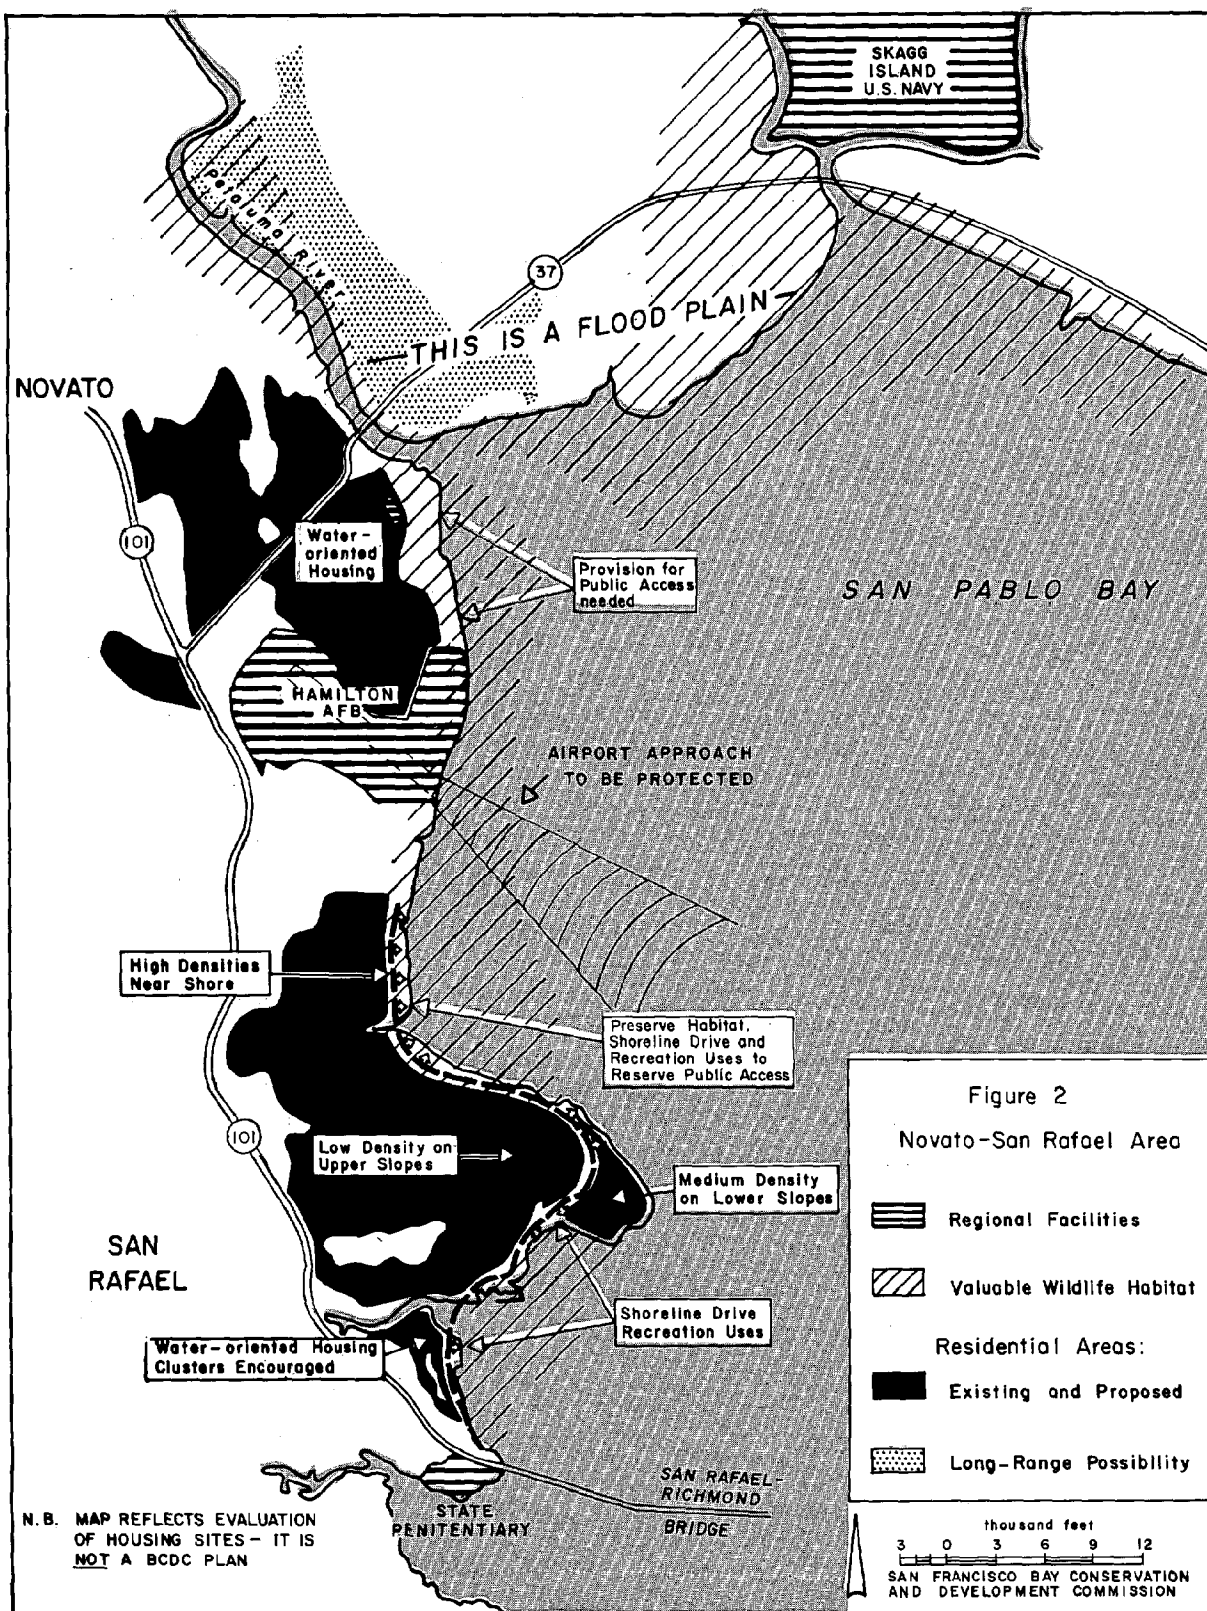 SKAGG
ISLAND
U.S. NAVY
Petaluma River
37
THIS IS A FLOOD PLAIN
NOVATO
101
Water-
oriented
Housing
Provision for
Public Access
needed
SAN PABLO BAY
HAMILTON
AFB
AIRPORT APPROACH
TO BE PROTECTED
High Densities
Near Shore
Preserve Habitat,
Shoreline Drive and
Recreation Uses to
Reserve Public Access
101
Low Density on
Upper Slopes
Medium Density
on Lower Slopes
SAN
RAFAEL
Shoreline Drive
Recreation Uses
Water-oriented Housing
Clusters Encouraged
SAN RAFAEL-
RICHMOND
BRIDGE
STATE
PENITENTIARY
N.B. MAP REFLECTS EVALUATION
OF HOUSING SITES - IT IS
NOT A BCDC PLAN
Figure 2
Novato-San Rafael Area
Regional Facilities
Valuable Wildlife Habitat
Residential Areas:
Existing and Proposed
Long-Range Possibility
thousand feet
3 0 3 6 9 12
SAN FRANCISCO BAY CONSERVATION
AND DEVELOPMENT COMMISSION